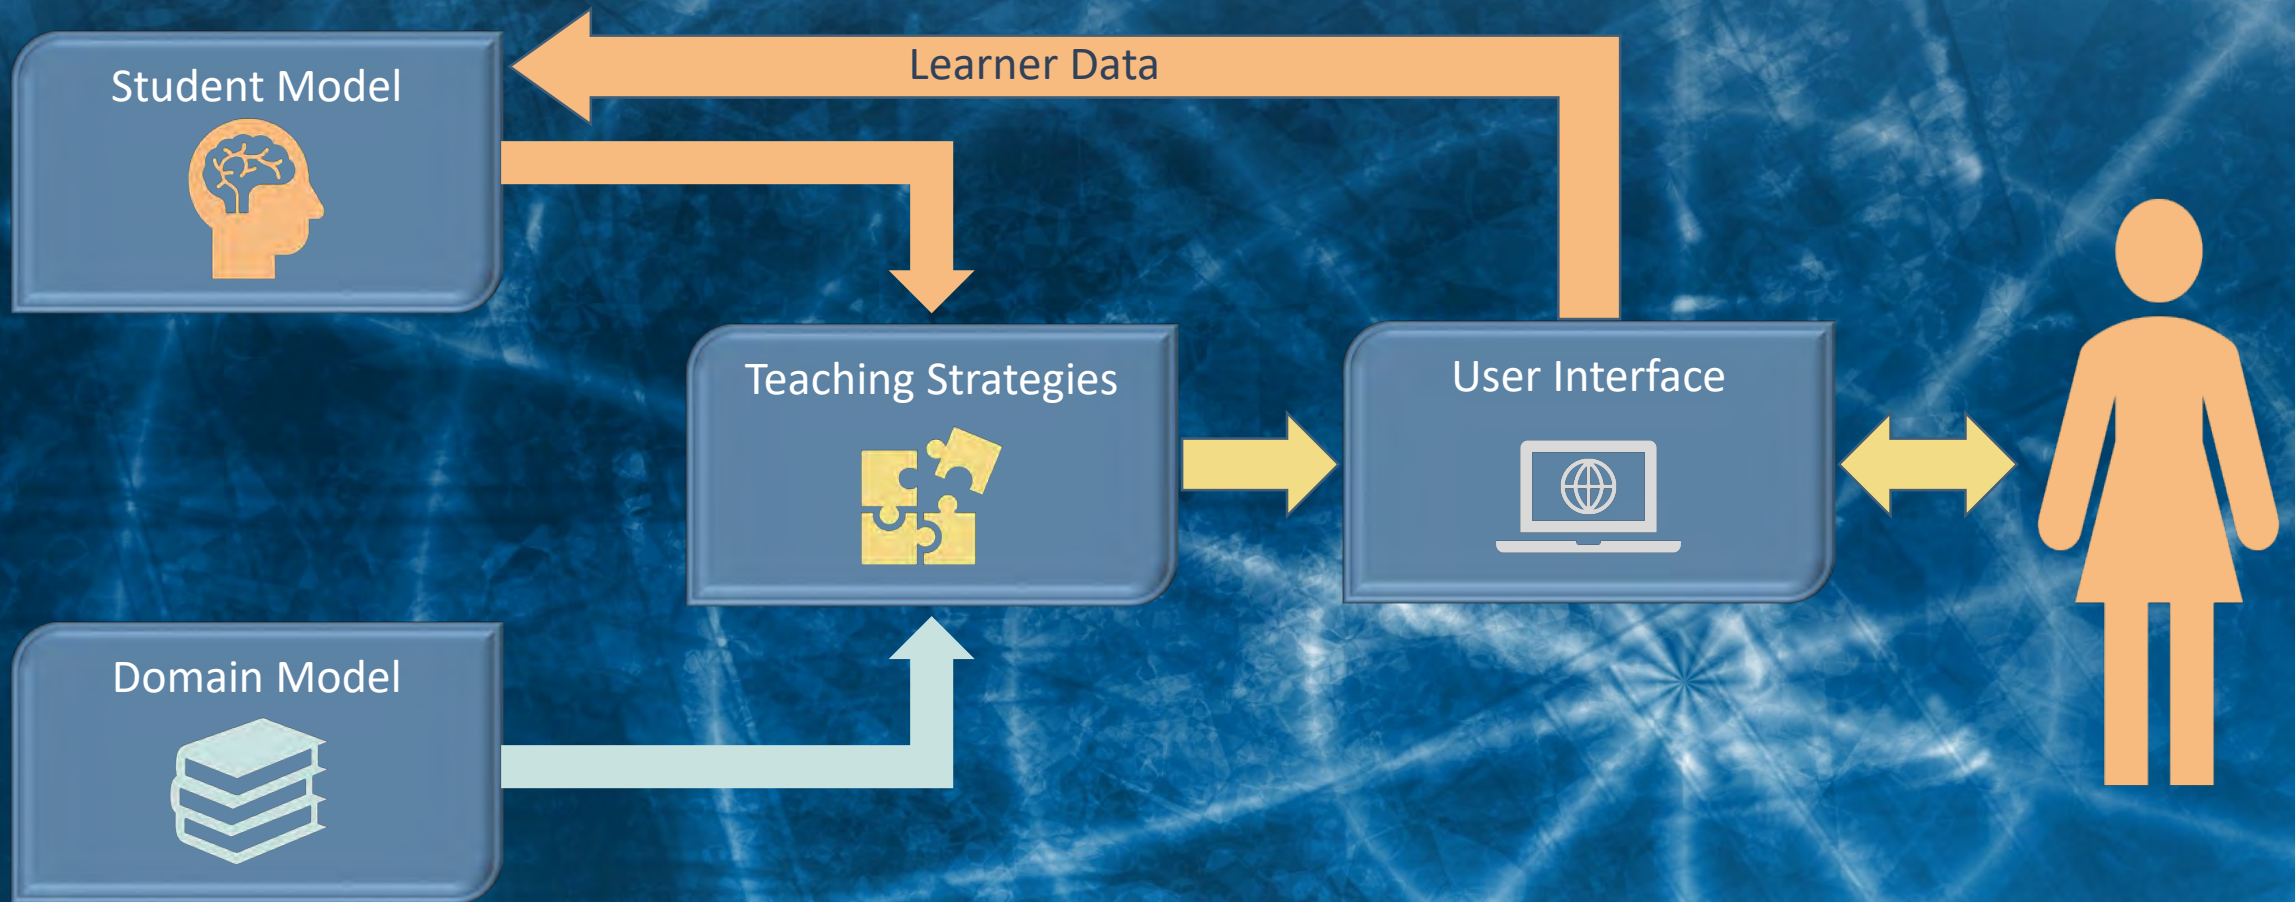 Student Model
Learner Data
Teaching Strategies
User Interface
Domain Model